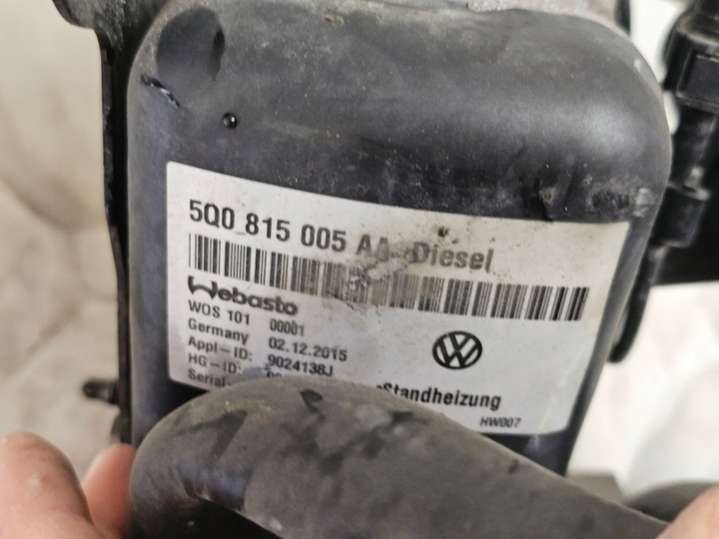 5Q0 815 005 AA Diesel
Webasto
WOS 101 00001
Germany 02.12.2015
Appl-ID: 9024138J
HG-ID:
Serial-
Standheizung
HW007